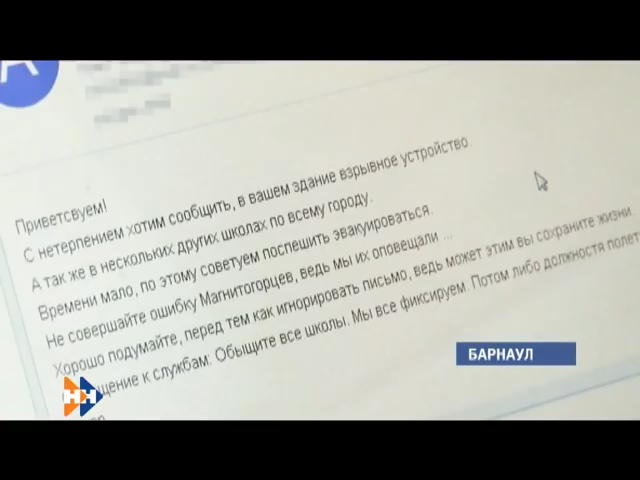 Приветсвуем!
С нетерпением хотим сообщить, в вашем здание взрывное устройство.
А так же в нескольких других школах по всему городу.
Времени мало, по этому советуем поспешить эвакуироваться.
Не совершайте ошибку Магнитогорцев, ведь мы их оповещали ...
Хорошо подумайте, перед тем как игнорировать письмо, ведь может этим вы сохраните жизни.
к службам: Обыщите все школы. Мы все фиксируем. Потом либо должностя
БАРНАУЛ
НН